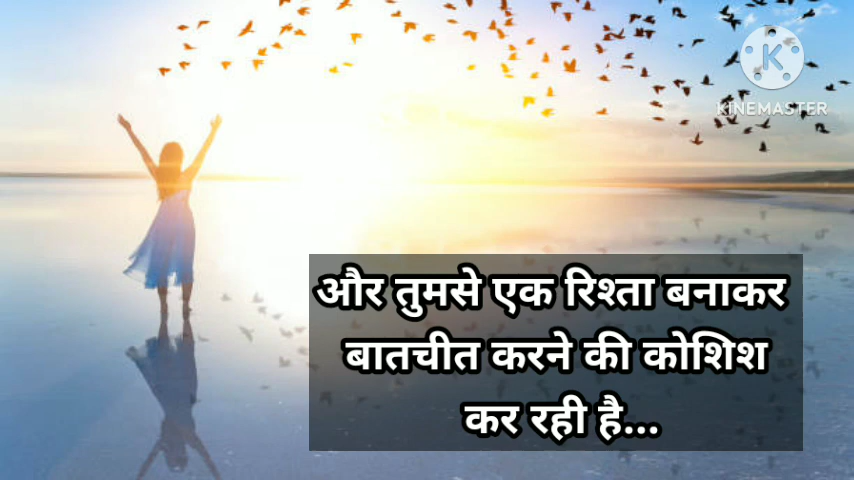 KINEMASTER
और तुमसे एक रिश्ता बनाकर
बातचीत करने की कोशिश
कर रही है...